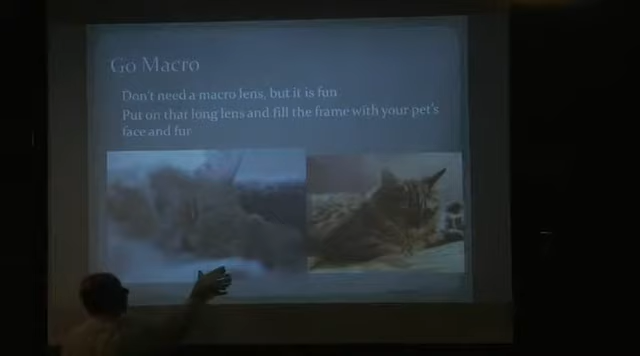 Go Macro
Don't need a macro lens, but it is fun
Put on that long lens and fill the frame with your pet's
face and fur